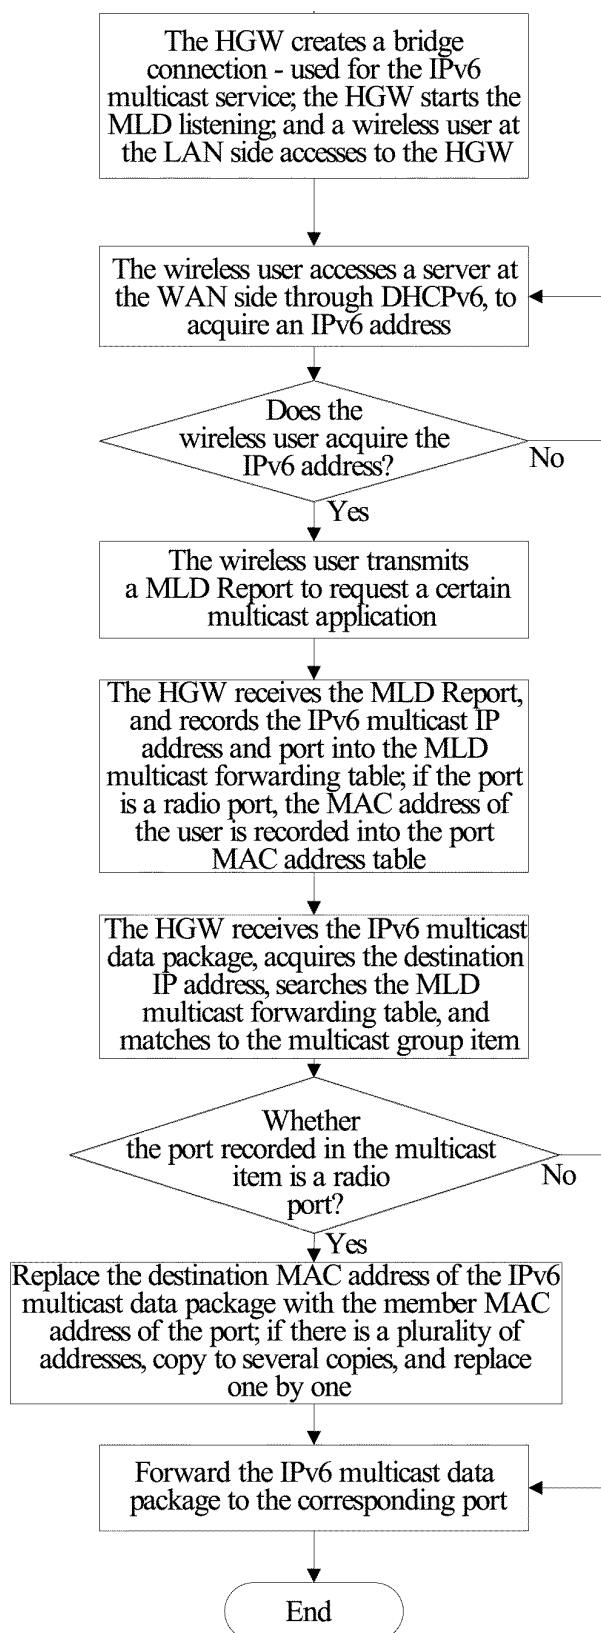 The HGW creates a bridge
connection - used for the IPv6
multicast service; the HGW starts the
MLD listening; and a wireless user at
the LAN side accesses to the HGW
The wireless user accesses a server at
the WAN side through DHCPv6, to
acquire an IPv6 address
Does the
wireless user acquire the
IPv6 address?
No
Yes
The wireless user transmits
a MLD Report to request a certain
multicast application
The HGW receives the MLD Report,
and records the IPv6 multicast IP
address and port into the MLD
multicast forwarding table; if the port
is a radio port, the MAC address of
the user is recorded into the port
MAC address table
The HGW receives the IPv6 multicast
data package, acquires the destination
IP address, searches the MLD
multicast forwarding table, and
matches to the multicast group item
Whether
the port recorded in the multicast
item is a radio
port?
No
Yes
Replace the destination MAC address of the IPv6
multicast data package with the member MAC
address of the port; if there is a plurality of
addresses, copy to several copies, and replace
one by one
Forward the IPv6 multicast data
package to the corresponding port
End